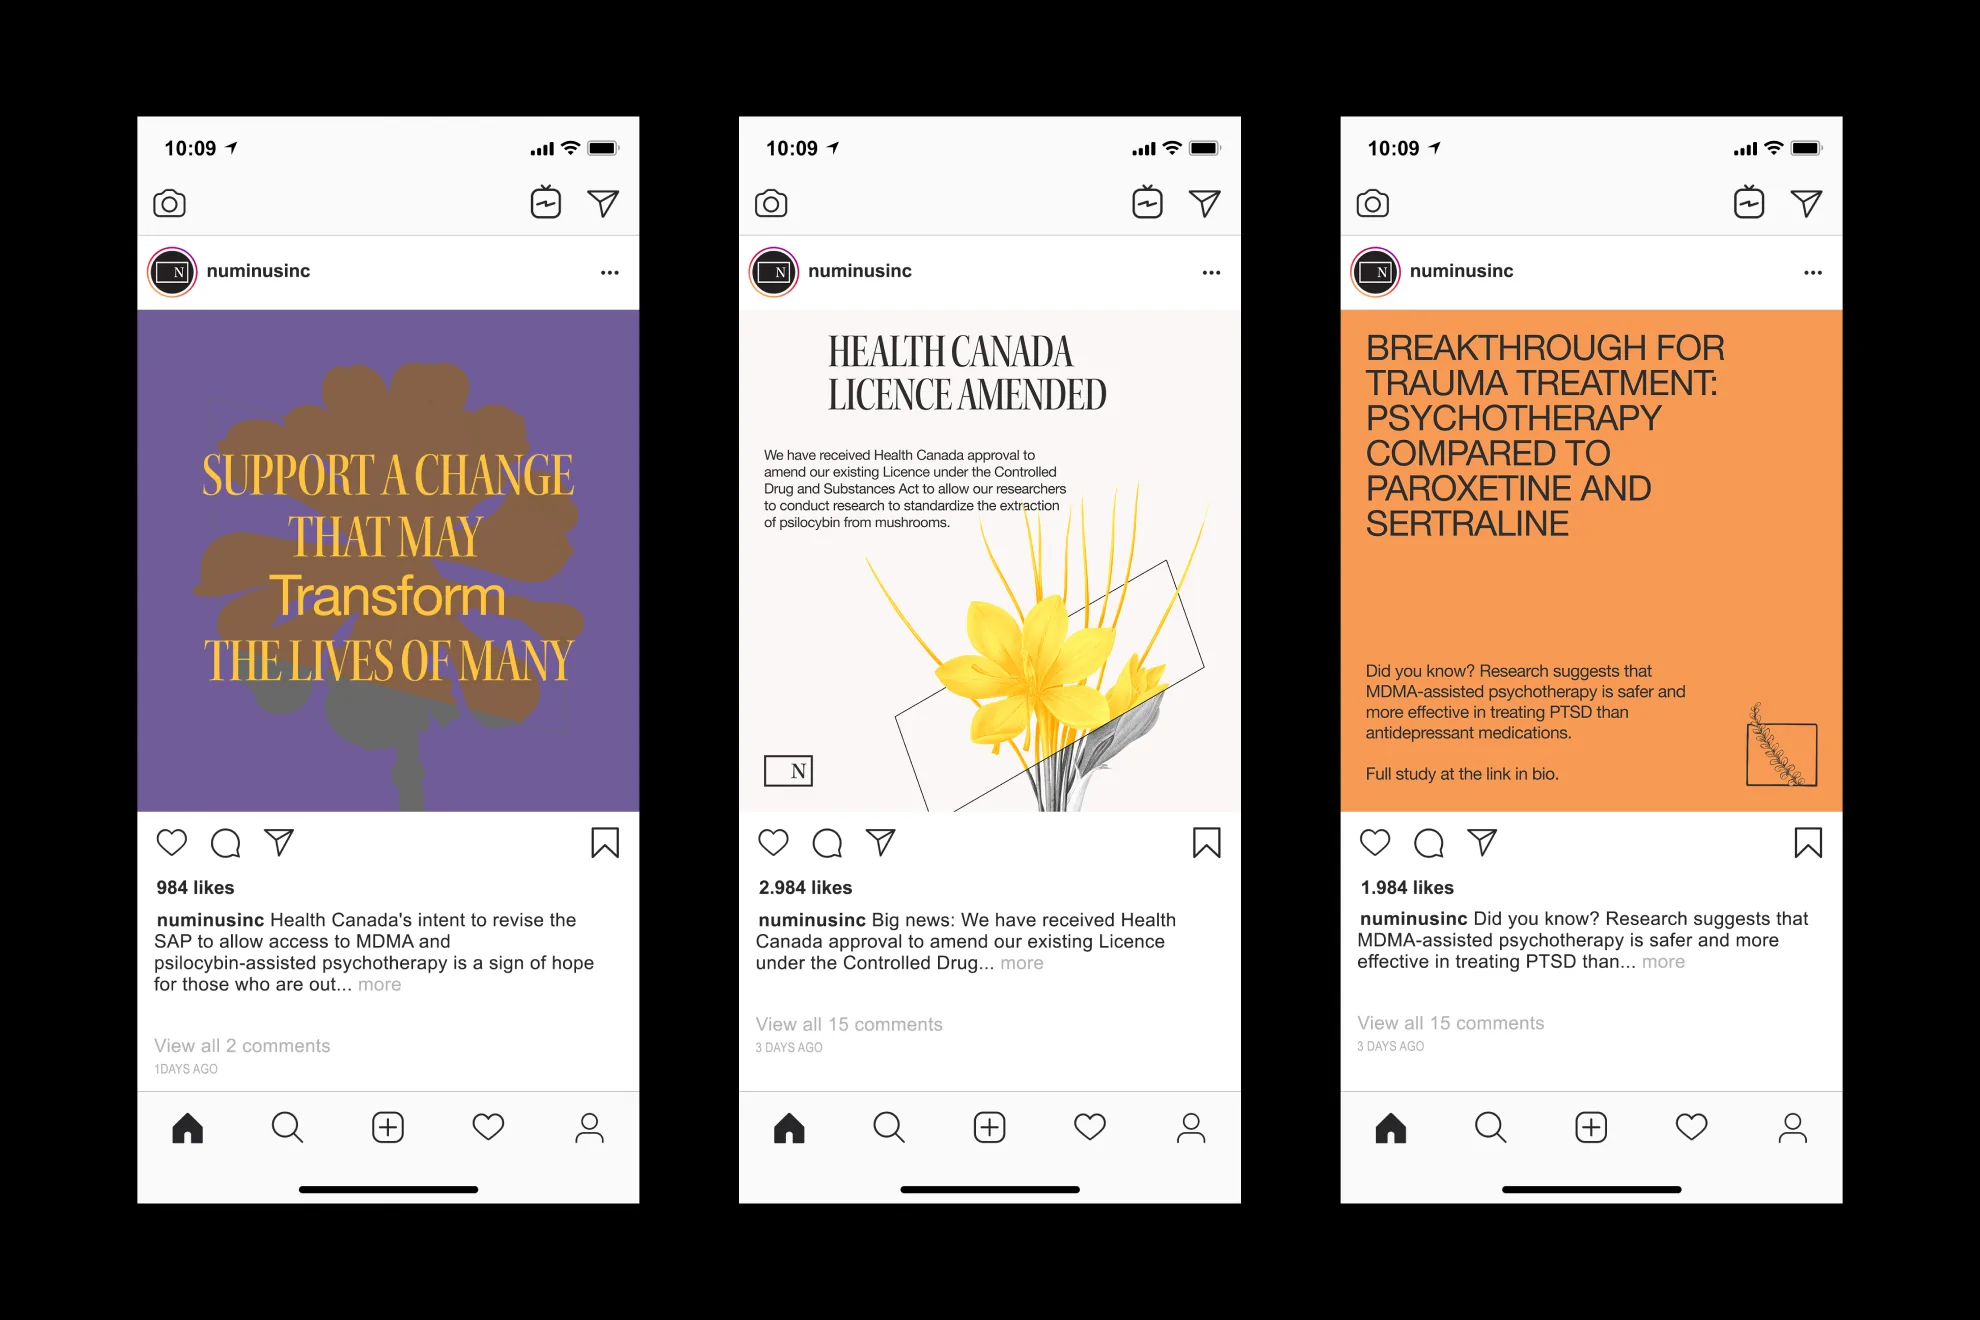 10:09
N
numinusinc
SUPPORT A CHANGE
THAT MAY
Transform
THE LIVES OF MANY
984 likes
numinusinc Health Canada's intent to revise the
SAP to allow access to MDMA and
psilocybin-assisted psychotherapy is a sign of hope
for those who are out... more
View all 2 comments
1DAYS AGO
10:09
N
numinusinc
HEALTH CANADA
LICENCE AMENDED
We have received Health Canada approval to
amend our existing Licence under the Controlled
Drug and Substances Act to allow our researchers
to conduct research to standardize the extraction
of psilocybin from mushrooms.
N
2.984 likes
numinusinc Big news: We have received Health
Canada approval to amend our existing Licence
under the Controlled Drug... more
View all 15 comments
3 DAYS AGO
10:09
N
numinusinc
BREAKTHROUGH FOR
TRAUMA TREATMENT:
PSYCHOTHERAPY
COMPARED TO
PAROXETINE AND
SERTRALINE
Did you know? Research suggests that
MDMA-assisted psychotherapy is safer and
more effective in treating PTSD than
antidepressant medications.
Full study at the link in bio.
1.984 likes
numinusinc Did you know? Research suggests that
MDMA-assisted psychotherapy is safer and more
effective in treating PTSD than... more
View all 15 comments
3 DAYS AGO